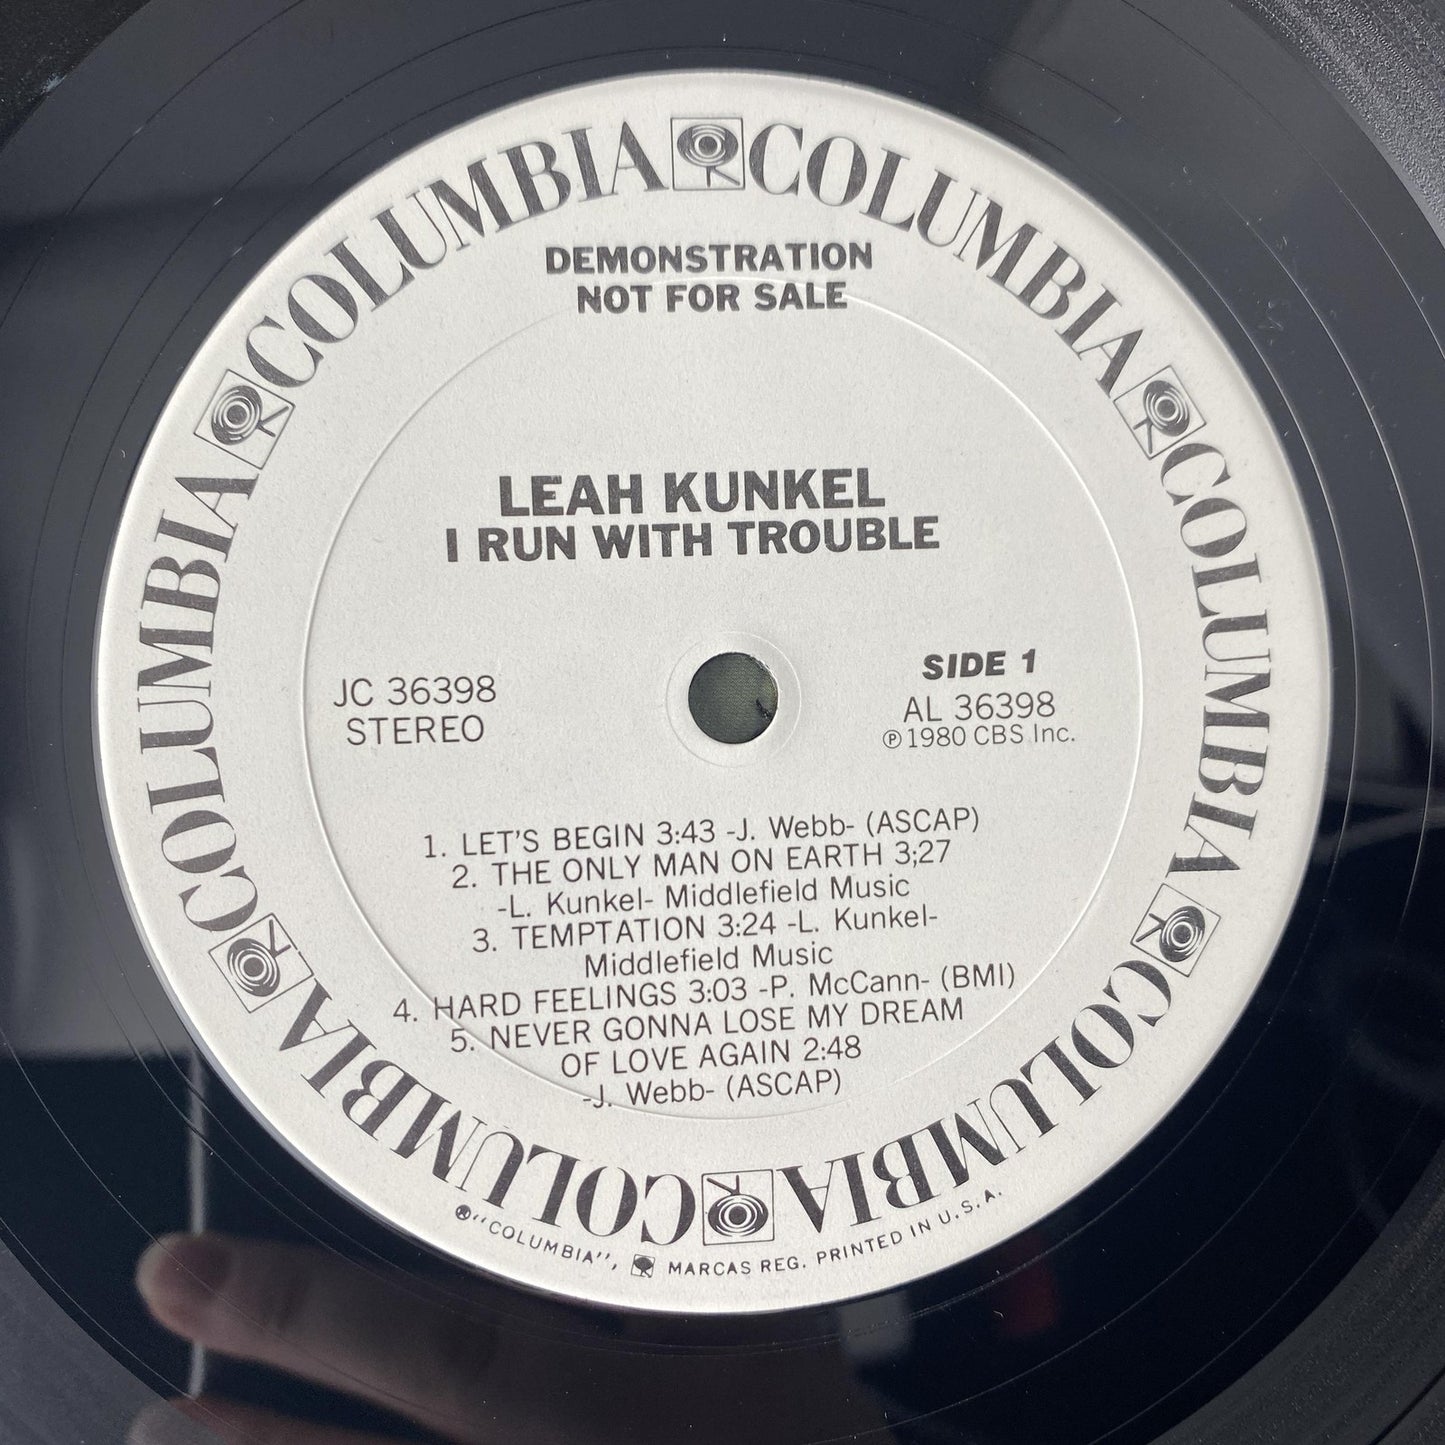 COLUMBIA COLUMBIA COLUMBIA COLUMBIA COLUMBIA COLUMBIA
DEMONSTRATION
NOT FOR SALE
LEAH KUNKEL
I RUN WITH TROUBLE
JC 36398
STEREO
SIDE 1
AL 36398
℗ 1980 CBS Inc.
1. LET'S BEGIN 3:43 -J. Webb- (ASCAP)
2. THE ONLY MAN ON EARTH 3;27
-L. Kunkel- Middlefield Music
3. TEMPTATION 3:24 -L. Kunkel-
Middlefield Music
4. HARD FEELINGS 3:03 -P. McCann- (BMI)
5. NEVER GONNA LOSE MY DREAM
OF LOVE AGAIN 2:48
-J. Webb- (ASCAP)
® "COLUMBIA", MARCAS REG. PRINTED IN U.S.A.